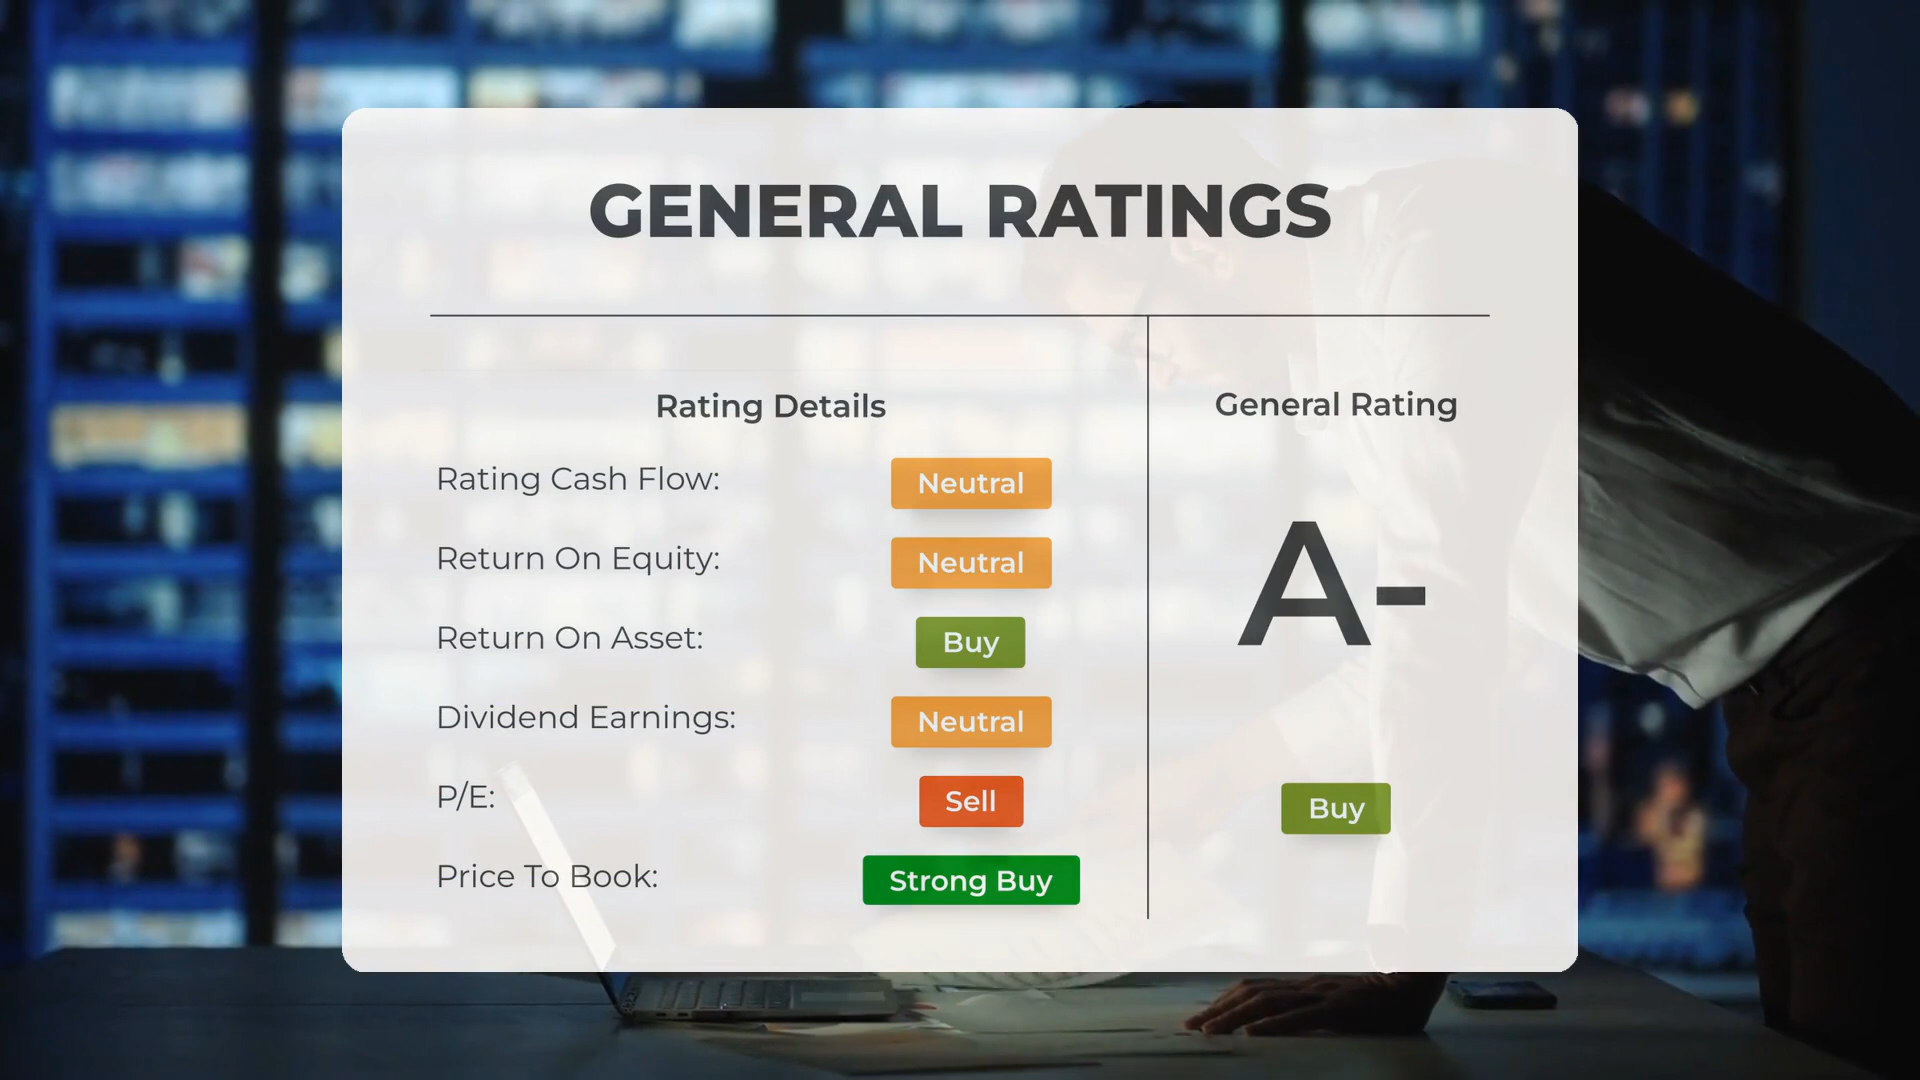 GENERAL RATINGS
Rating Details
Rating Cash Flow: Neutral
Return On Equity: Neutral
Return On Asset: Buy
Dividend Earnings: Neutral
P/E: Sell
Price To Book: Strong Buy
General Rating
A-
Buy